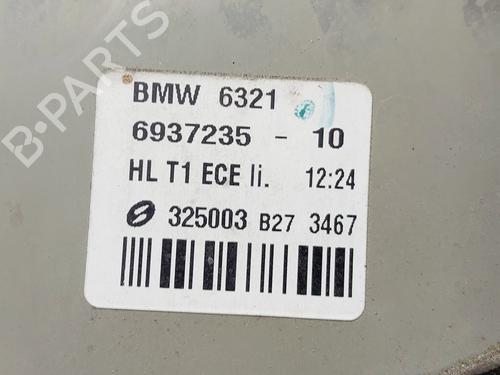 B-PARTS
BMW 6321
6937235 - 10
HL T1 ECE li. 12:24
325003 B27 3467